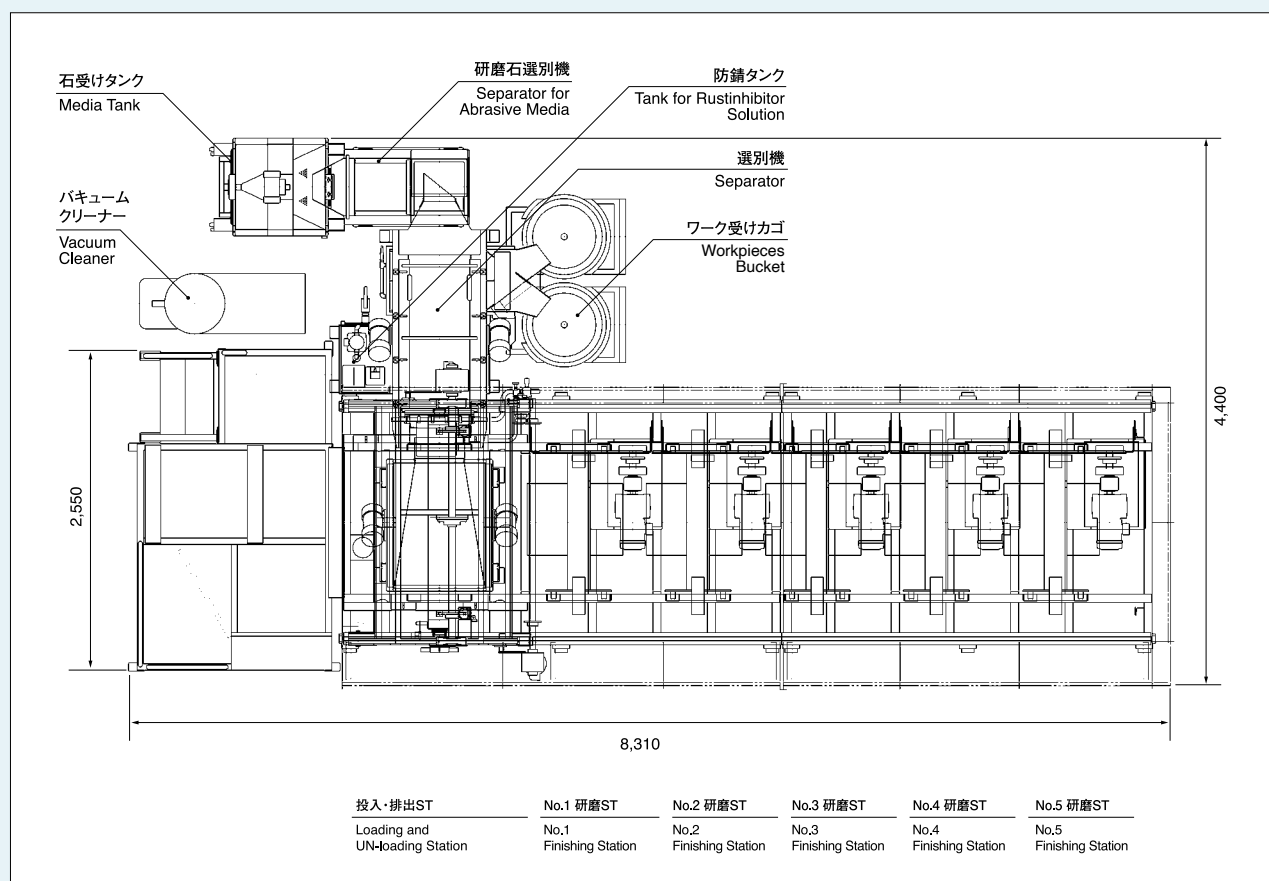 石受けタンク
Media Tank
研磨石選別機
Separator for
Abrasive Media
防錆タンク
Tank for Rustinhibitor
Solution
選別機
Separator
バキューム
クリーナー
Vacuum
Cleaner
ワーク受けカゴ
Workpieces
Bucket
2,550
4,400
8,310
投入・排出ST
Loading and
UN-loading Station
No.1 研磨ST
No.1
Finishing Station
No.2 研磨ST
No.2
Finishing Station
No.3 研磨ST
No.3
Finishing Station
No.4 研磨ST
No.4
Finishing Station
No.5 研磨ST
No.5
Finishing Station